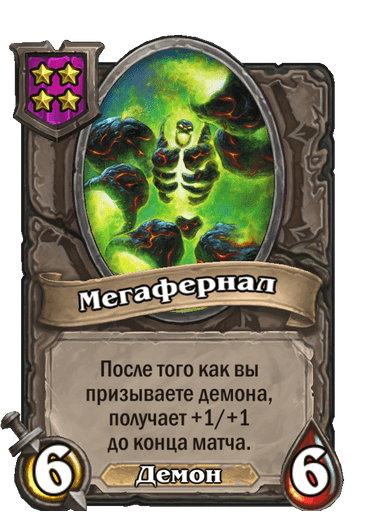 Мегафернал
После того как вы
призываете демона,
получает +1/+1
до конца матча.
6
Демон
6